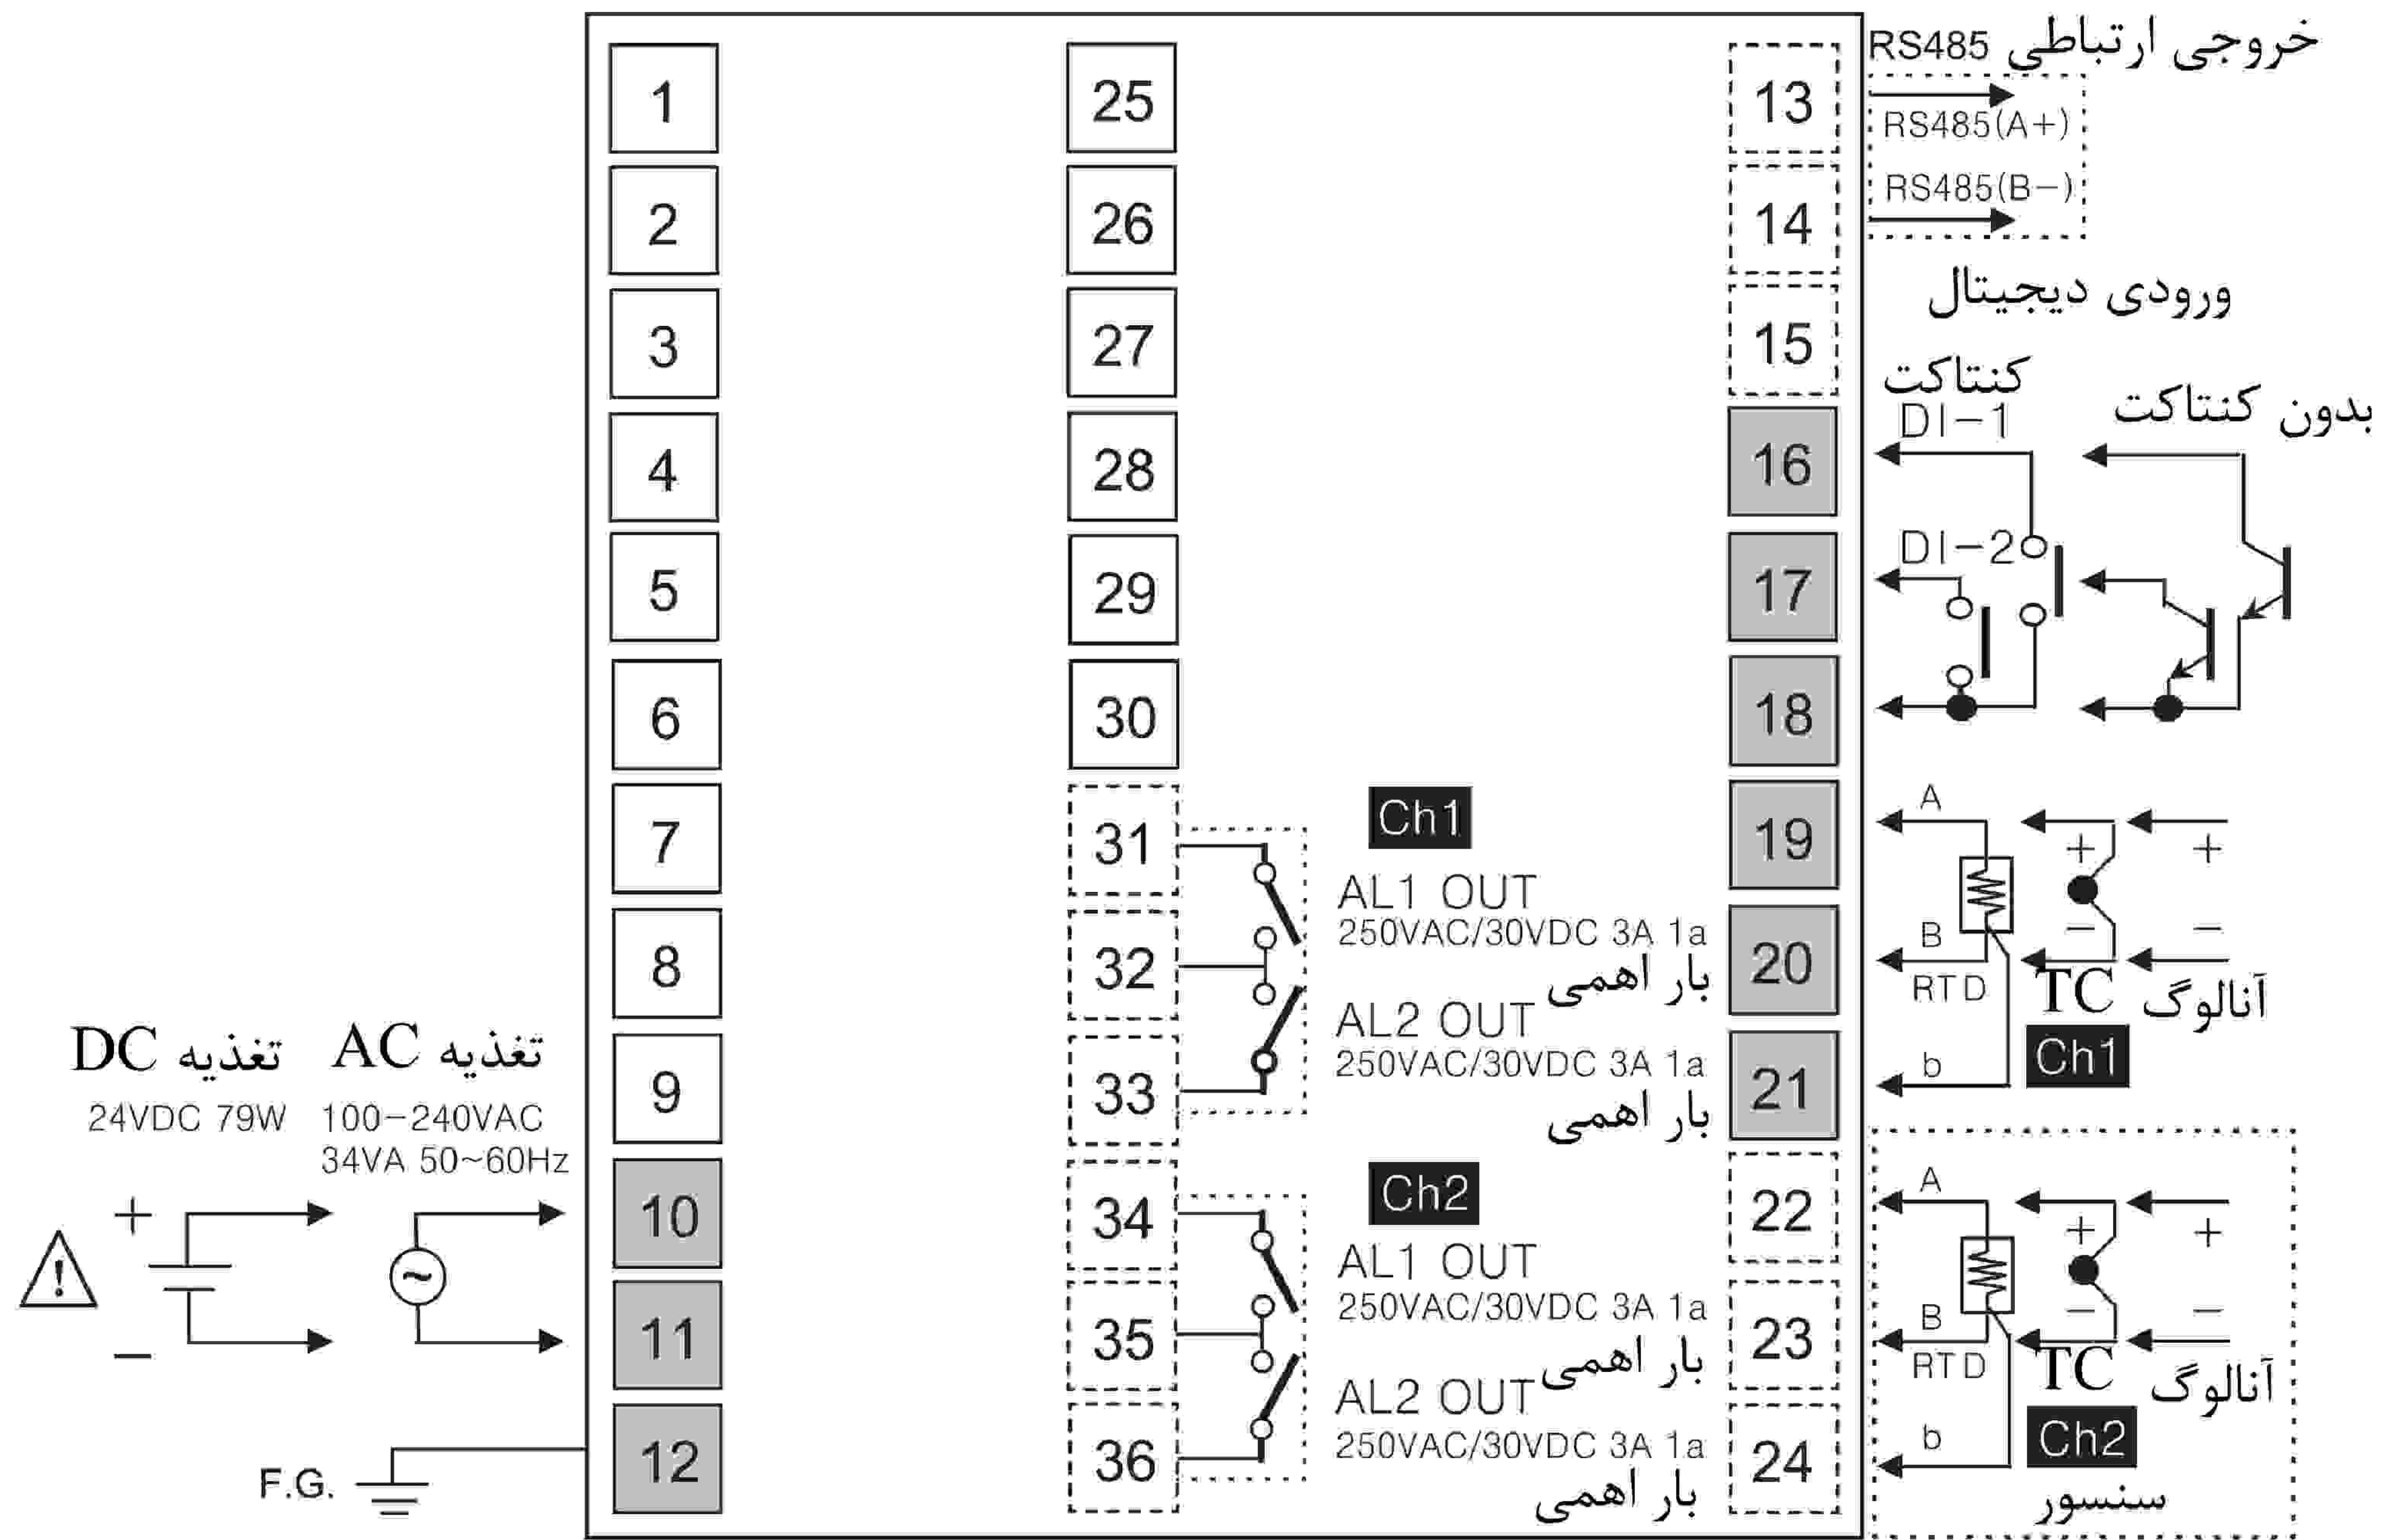 1
2
3
4
5
6
7
8
9
10
11
12
تغذیه DC
24VDC 79W
تغذیه AC
100-240VAC
34VA 50~60Hz
+
−
!
~
F.G.
25
26
27
28
29
30
31
32
33
34
35
36
Ch1
AL1 OUT
250VAC/30VDC 3A 1a
بار اهمی
AL2 OUT
250VAC/30VDC 3A 1a
بار اهمی
Ch2
AL1 OUT
250VAC/30VDC 3A 1a
بار اهمی
AL2 OUT
250VAC/30VDC 3A 1a
بار اهمی
13
14
15
16
17
18
19
20
21
22
23
24
خروجی ارتباطی RS485
RS485(A+)
RS485(B−)
ورودی دیجیتال
کنتاکت
بدون کنتاکت
DI-1
DI-2
A
+
+
B
−
−
RTD
TC
آنالوگ
Ch1
b
A
+
+
B
−
−
RTD
TC
آنالوگ
Ch2
b
سنسور